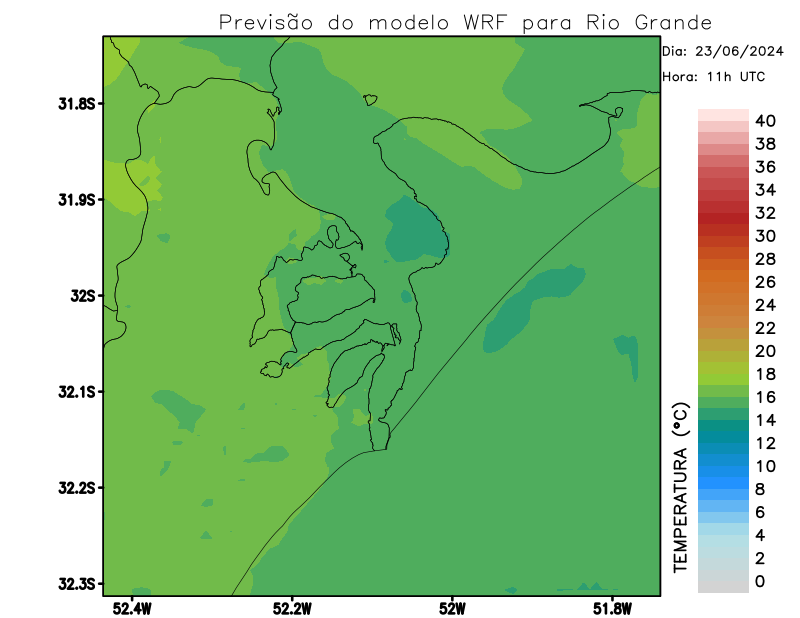 Previsão do modelo WRF para Rio Grande
Dia: 23/06/2024
Hora: 11h UTC
31.8S
31.9S
32S
32.1S
32.2S
32.3S
52.4W
52.2W
52W
51.8W
TEMPERATURA (°C)
40
38
36
34
32
30
28
26
24
22
20
18
16
14
12
10
8
6
4
2
0